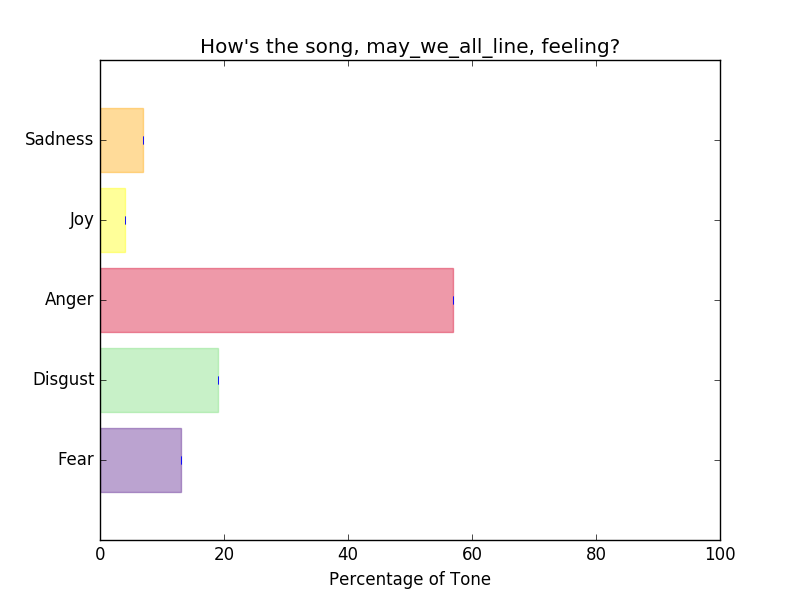 How's the song, may_we_all_line, feeling?
Sadness
Joy
Anger
Disgust
Fear
0 20 40 60 80 100
Percentage of Tone